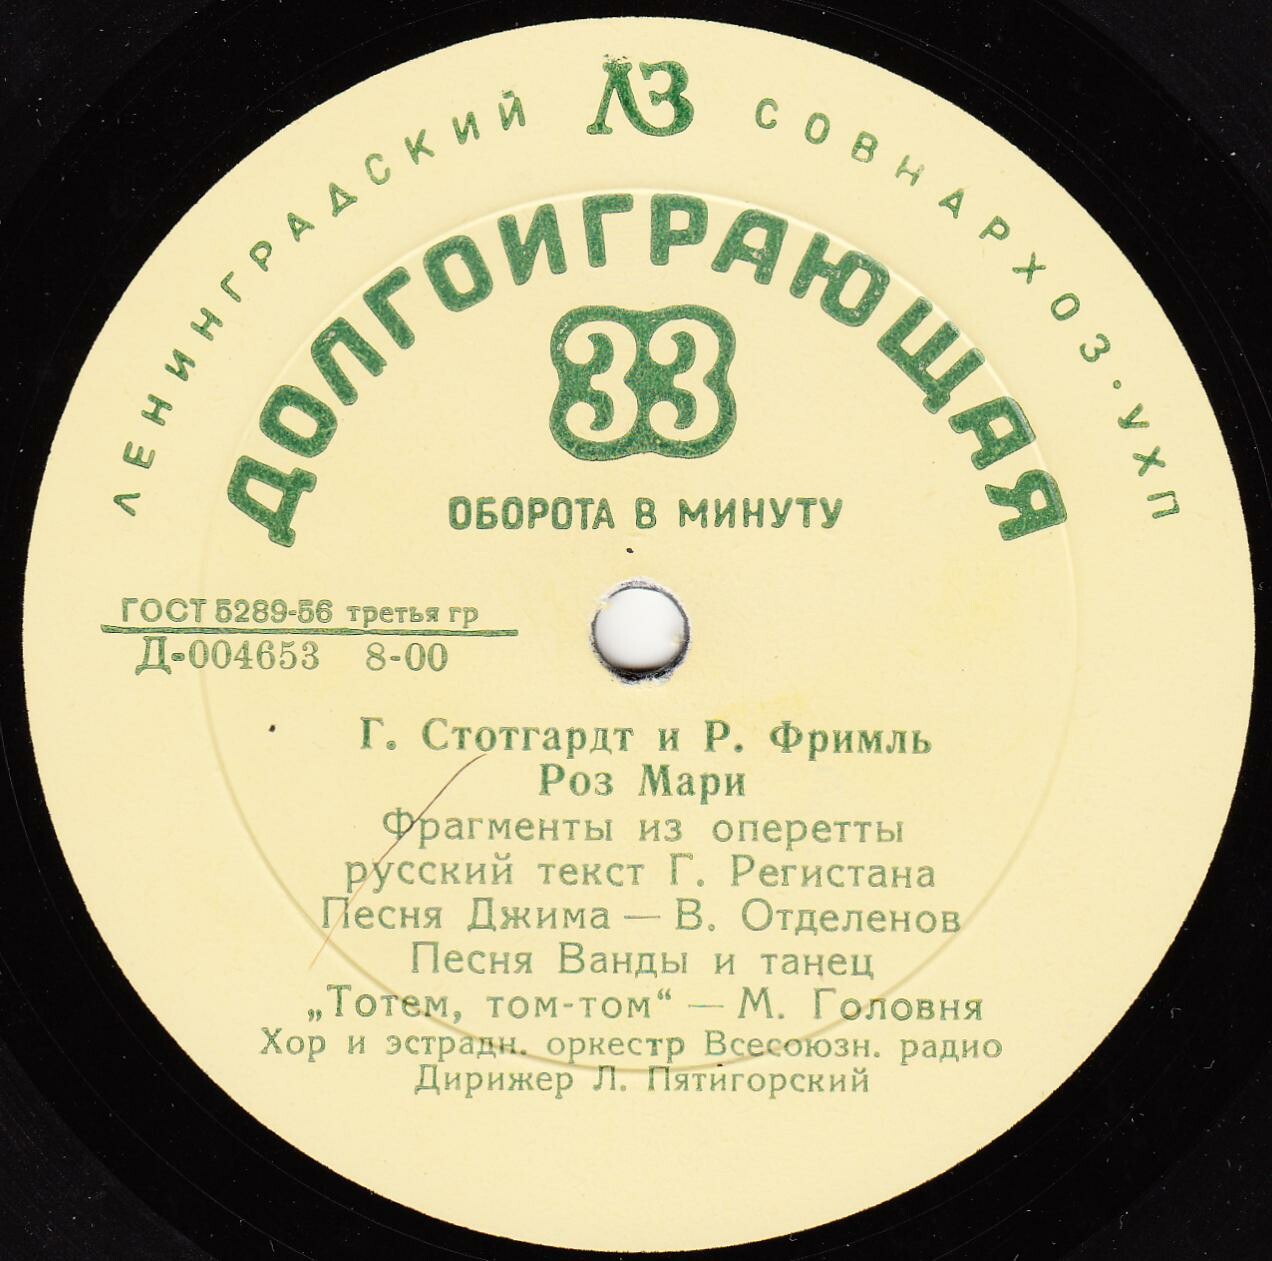 ЛЕНИНГРАДСКИЙ ЛЗ СОВНАРХОЗ · УХП
ДОЛГОИГРАЮЩАЯ
33
ОБОРОТА В МИНУТУ
ГОСТ 5289-56 третья гр
Д-004653 8-00
Г. Стотгардт и Р. Фримль
Роз Мари
Фрагменты из оперетты
русский текст Г. Регистана
Песня Джима — В. Отделенов
Песня Ванды и танец
„Тотем, том-том“ — М. Головня
Хор и эстрадн. оркестр Всесоюзн. радио
Дирижер Л. Пятигорский